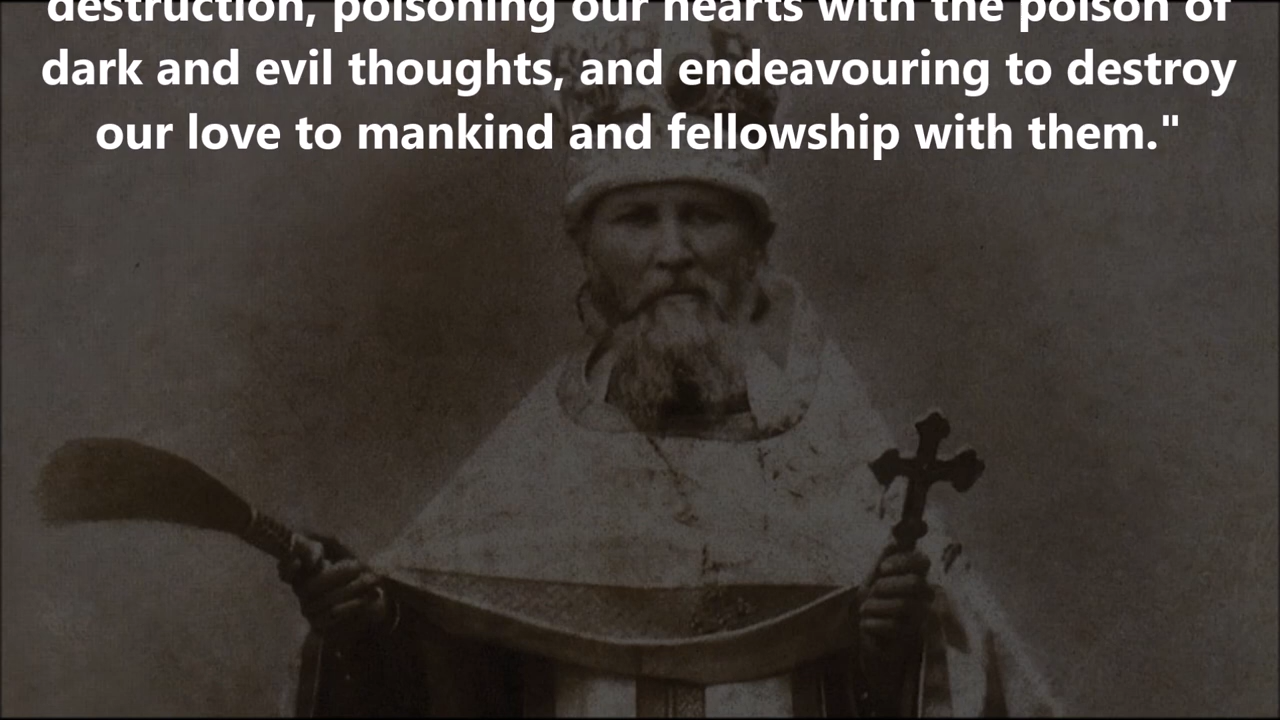 destruction, poisoning our hearts with the poison of
dark and evil thoughts, and endeavouring to destroy
our love to mankind and fellowship with them."